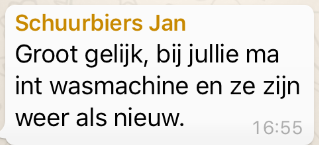 Schuurbiers Jan
Groot gelijk, bij jullie ma
int wasmachine en ze zijn
weer als nieuw.
16:55